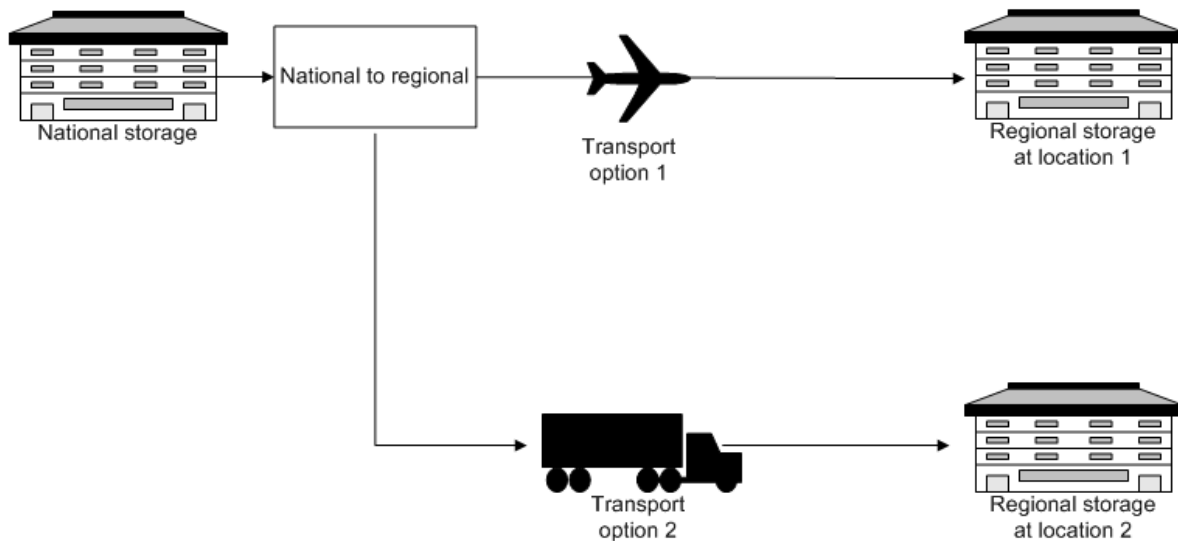 National storage
National to regional
Transport
option 1
Regional storage
at location 1
Transport
option 2
Regional storage
at location 2